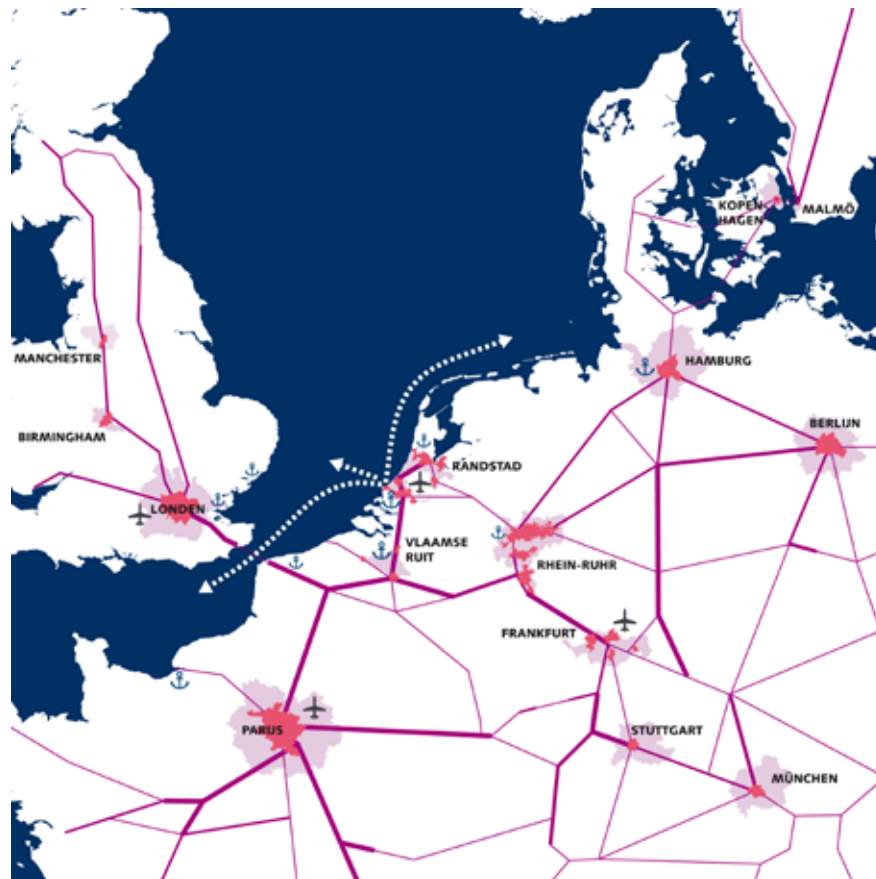 KOPEN-
HAGEN
MALMÖ
MANCHESTER
HAMBURG
BIRMINGHAM
BERLIJN
RANDSTAD
LONDEN
VLAAMSE
RUIT
RHEIN-RUHR
FRANKFURT
PARIJS
STUTTGART
MÜNCHEN